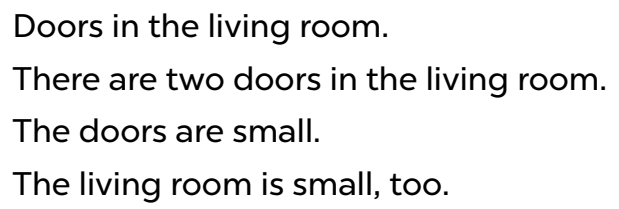 Doors in the living room.
There are two doors in the living room.
The doors are small.
The living room is small, too.